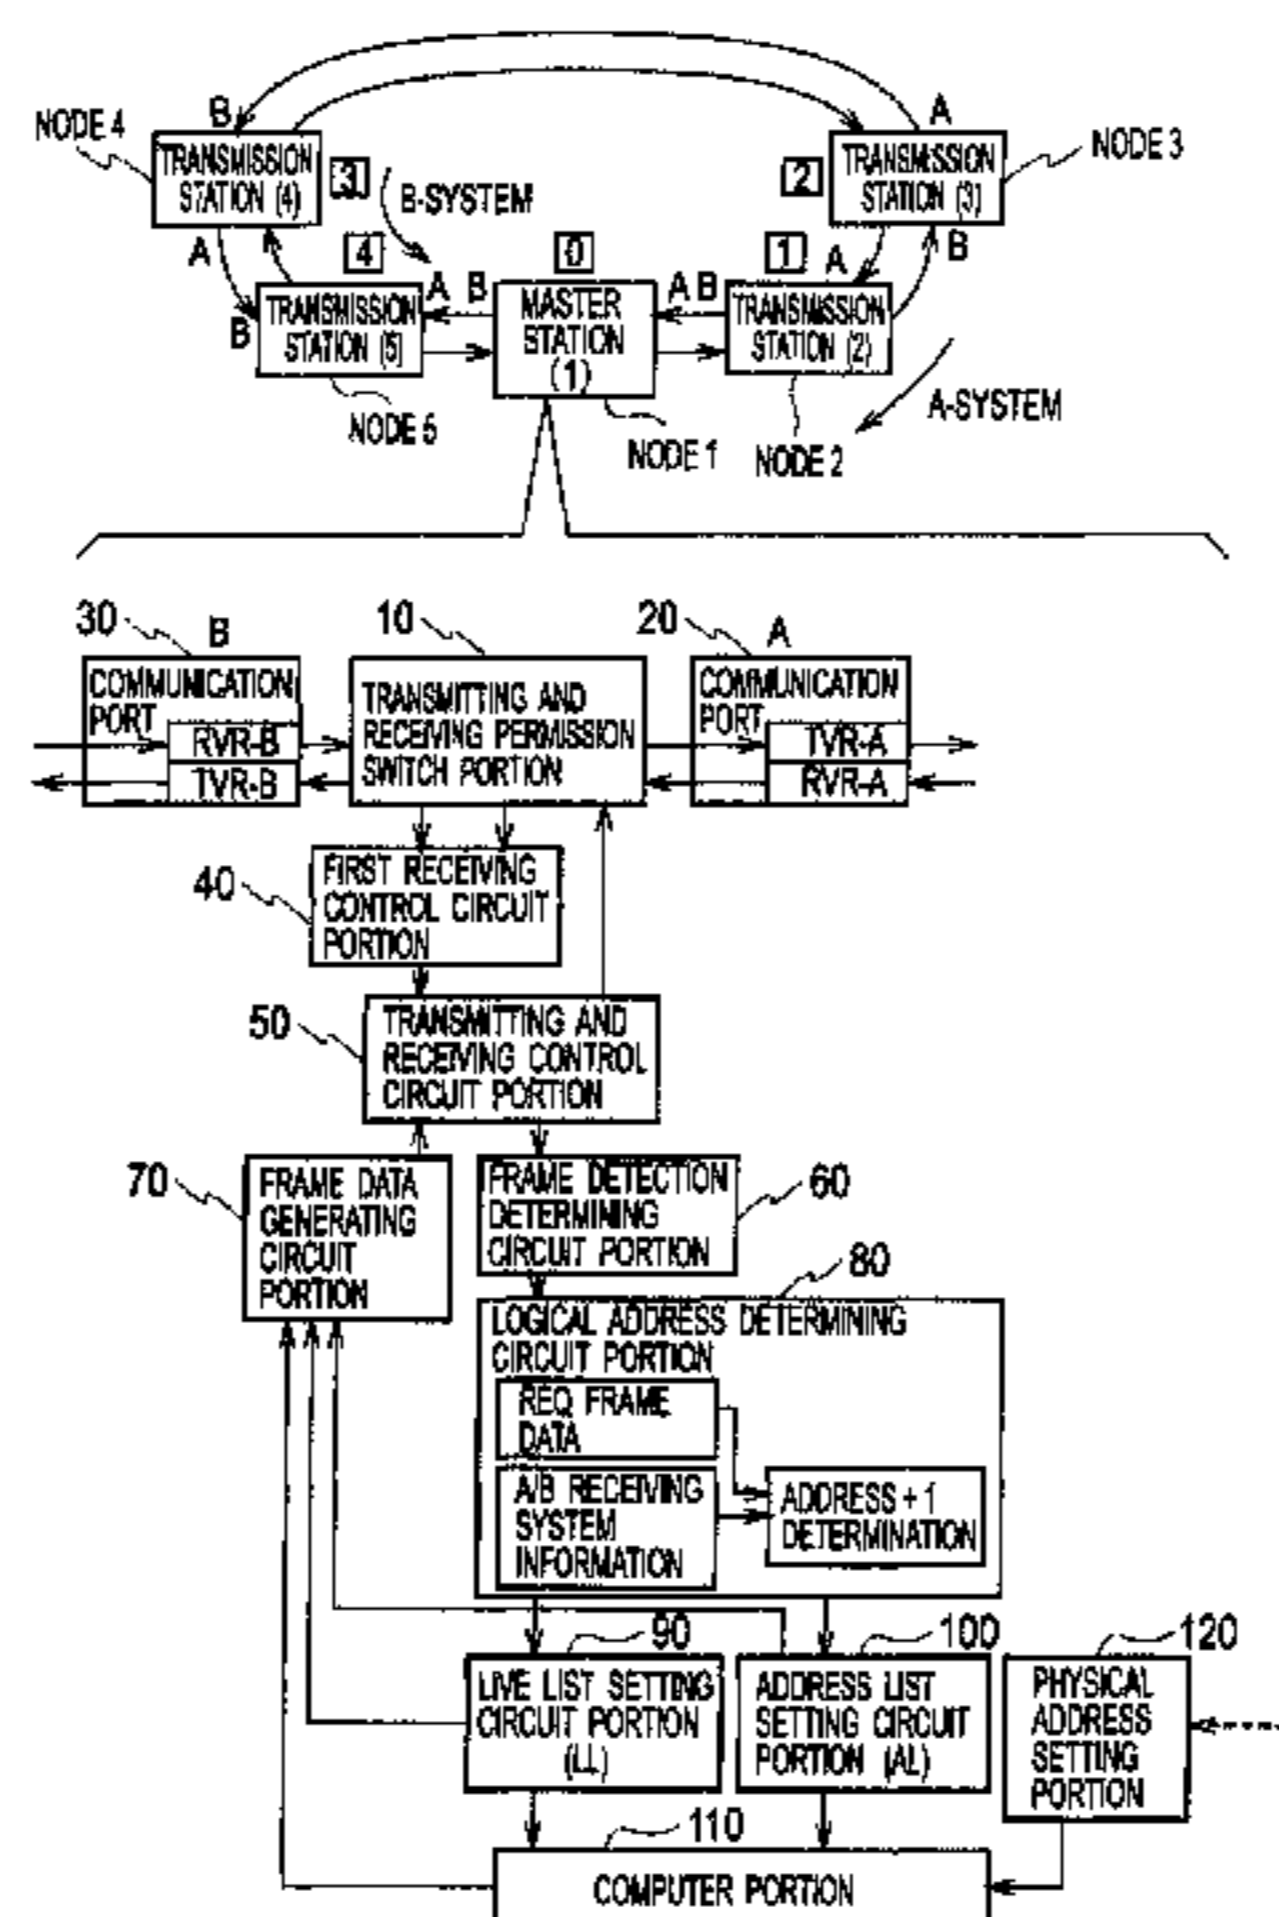 B
A
NODE 4
TRANSMISSION
STATION (4)
3
B-SYSTEM
2
TRANSMISSION
STATION (3)
NODE 3
A
4
0
1
A
B
TRANSMISSION
STATION (5)
B
A B
MASTER
STATION
(1)
A B
TRANSMISSION
STATION (2)
A-SYSTEM
NODE 5
NODE 1
NODE 2
30
B
10
20
A
COMMUNICATION
PORT
RVR-B
TVR-B
TRANSMITTING AND
RECEIVING PERMISSION
SWITCH PORTION
COMMUNICATION
PORT
TVR-A
RVR-A
40
FIRST RECEIVING
CONTROL CIRCUIT
PORTION
50
TRANSMITTING AND
RECEIVING CONTROL
CIRCUIT PORTION
70
FRAME DATA
GENERATING
CIRCUIT
PORTION
FRAME DETECTION
DETERMINING
CIRCUIT PORTION
60
80
LOGICAL ADDRESS DETERMINING
CIRCUIT PORTION
REQ FRAME
DATA
A/B RECEIVING
SYSTEM
INFORMATION
ADDRESS + 1
DETERMINATION
90
100
120
LIVE LIST SETTING
CIRCUIT PORTION
(LL)
ADDRESS LIST
SETTING CIRCUIT
PORTION (AL)
PHYSICAL
ADDRESS
SETTING
PORTION
110
COMPUTER PORTION